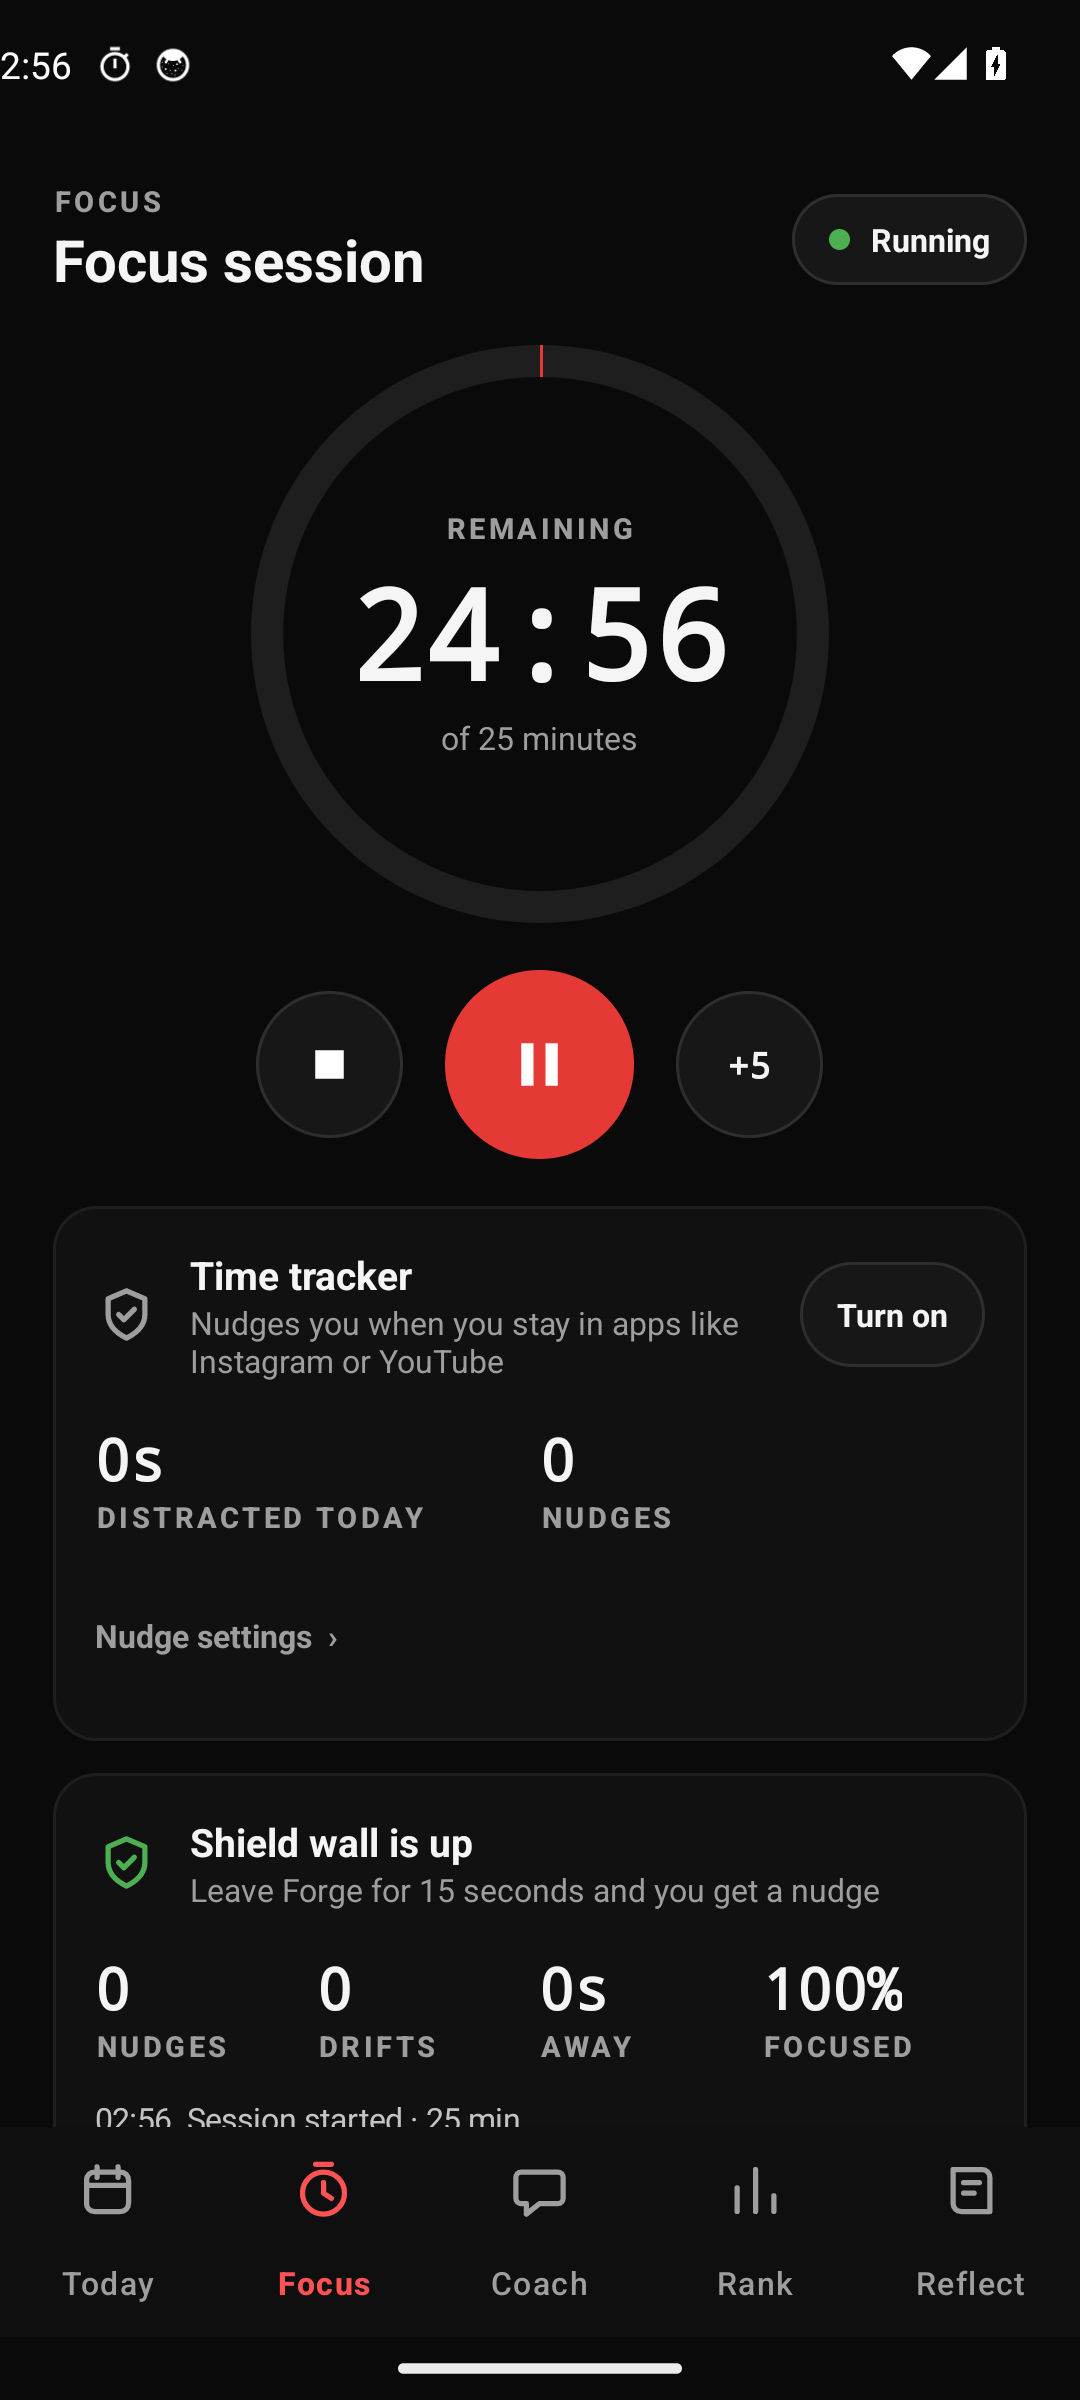 2:56
FOCUS
Focus session
Running
REMAINING
24:56
of 25 minutes
+5
Time tracker
Nudges you when you stay in apps like
Instagram or YouTube
Turn on
0s
DISTRACTED TODAY
0
NUDGES
Nudge settings ›
Shield wall is up
Leave Forge for 15 seconds and you get a nudge
0
NUDGES
0
DRIFTS
0s
AWAY
100%
FOCUSED
02:56 Session started · 25 min
Today
Focus
Coach
Rank
Reflect